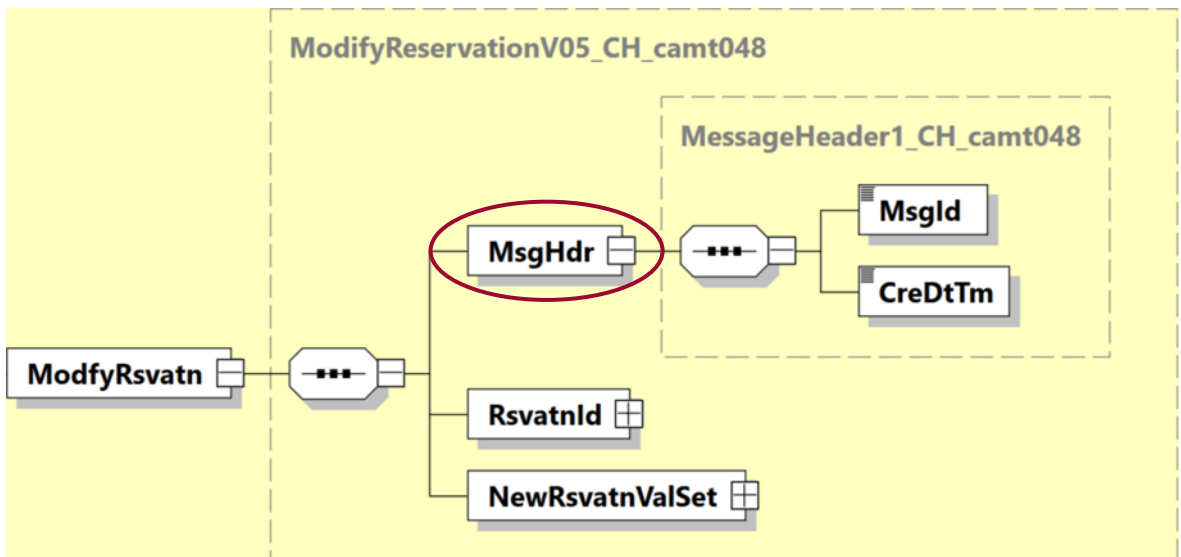 ModifyReservationV05_CH_camt048
MessageHeader1_CH_camt048
MsgId
MsgHdr
CreDtTm
ModfyRsvatn
RsvatnId
NewRsvatnValSet